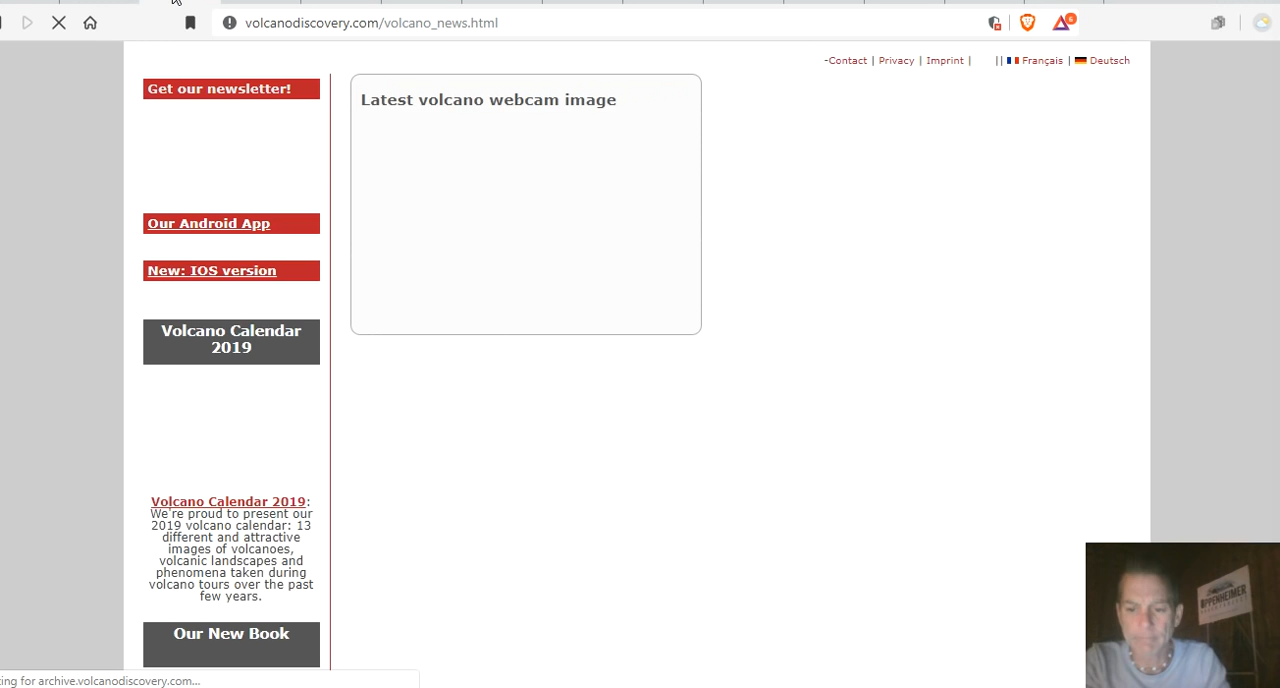 volcanodiscovery.com/volcano_news.html
6
-Contact | Privacy | Imprint | || Français | Deutsch
Get our newsletter!
Latest volcano webcam image
Our Android App
New: IOS version
Volcano Calendar
2019
Volcano Calendar 2019:
We're proud to present our
2019 volcano calendar: 13
different and attractive
images of volcanoes,
volcanic landscapes and
phenomena taken during
volcano tours over the past
few years.
Our New Book
ting for archive.volcanodiscovery.com...
OPPENHEIMER